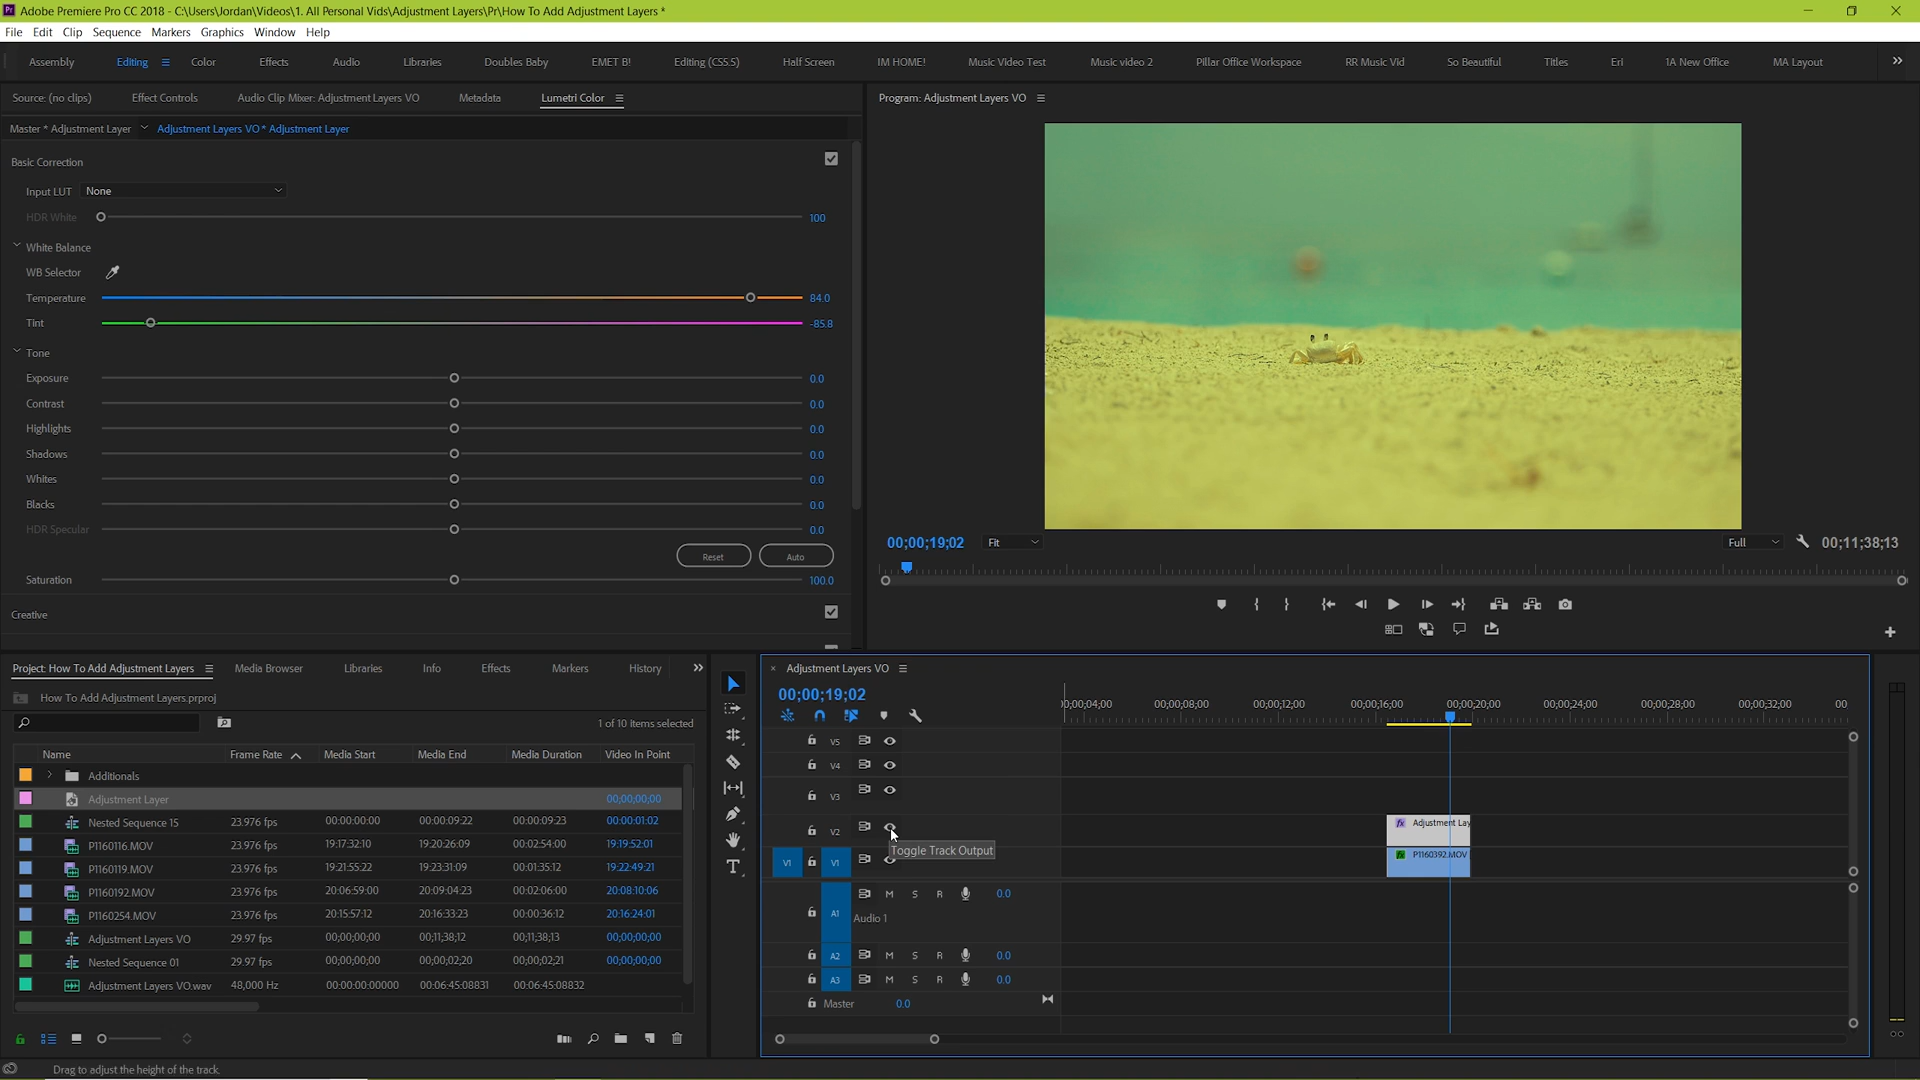 Pr Adobe Premiere Pro CC 2018 - C:\Users\Jordan\Videos\1. All Personal Vids\Adjustment Layers\Pr\How To Add Adjustment Layers *
File Edit Clip Sequence Markers Graphics Window Help
Assembly Editing Color Effects Audio Libraries Doubles Baby EMET B! Editing (CS5.5) Half Screen IM HOME! Music Video Test Music video 2 Pillar Office Workspace RR Music Vid So Beautiful Titles Eri 1A New Office MA Layout
Source: (no clips) Effect Controls Audio Clip Mixer: Adjustment Layers VO Metadata Lumetri Color
Program: Adjustment Layers VO
Master * Adjustment Layer Adjustment Layers VO * Adjustment Layer
Basic Correction
Input LUT None
HDR White 100
White Balance
WB Selector
Temperature 84.0
Tint -85.8
Tone
Exposure 0.0
Contrast 0.0
Highlights 0.0
Shadows 0.0
Whites 0.0
Blacks 0.0
HDR Specular 0.0
Reset Auto
Saturation 100.0
Creative
00;00;19;02 Fit Full 00;11;38;13
Project: How To Add Adjustment Layers Media Browser Libraries Info Effects Markers History
How To Add Adjustment Layers.prproj
1 of 10 items selected
Name Frame Rate Media Start Media End Media Duration Video In Point
Additionals
Adjustment Layer 00;00;00;00
Nested Sequence 15 23.976 fps 00:00:00:00 00:00:09:22 00:00:09:23 00:00:01:02
P1160116.MOV 23.976 fps 19:17:32:10 19:20:26:09 00:02:54:00 19:19:52:01
P1160119.MOV 23.976 fps 19:21:55:22 19:23:31:09 00:01:35:12 19:22:49:21
P1160192.MOV 23.976 fps 20:06:59:00 20:09:04:23 00:02:06:00 20:08:10:06
P1160254.MOV 23.976 fps 20:15:57:12 20:16:33:23 00:00:36:12 20:16:24:01
Adjustment Layers VO 29.97 fps 00;00;00;00 00;11;38;12 00;11;38;13 00;00;00;00
Nested Sequence 01 29.97 fps 00;00;00;00 00;00;02;20 00;00;02;21 00;00;00;00
Adjustment Layers VO.wav 48,000 Hz 00:00:00:00000 00:06:45:08831 00:06:45:08832
Adjustment Layers VO
00;00;19;02
00;00;04;00 00;00;08;00 00;00;12;00 00;00;16;00 00;00;20;00 00;00;24;00 00;00;28;00 00;00;32;00 00
V5
V4
V3
V2 fx Adjustment Lay
Toggle Track Output
V1 V1 fx P1160392.MOV
M S R 0.0
A1 Audio 1
A2 M S R 0.0
A3 M S R 0.0
Master 0.0
Drag to adjust the height of the track.